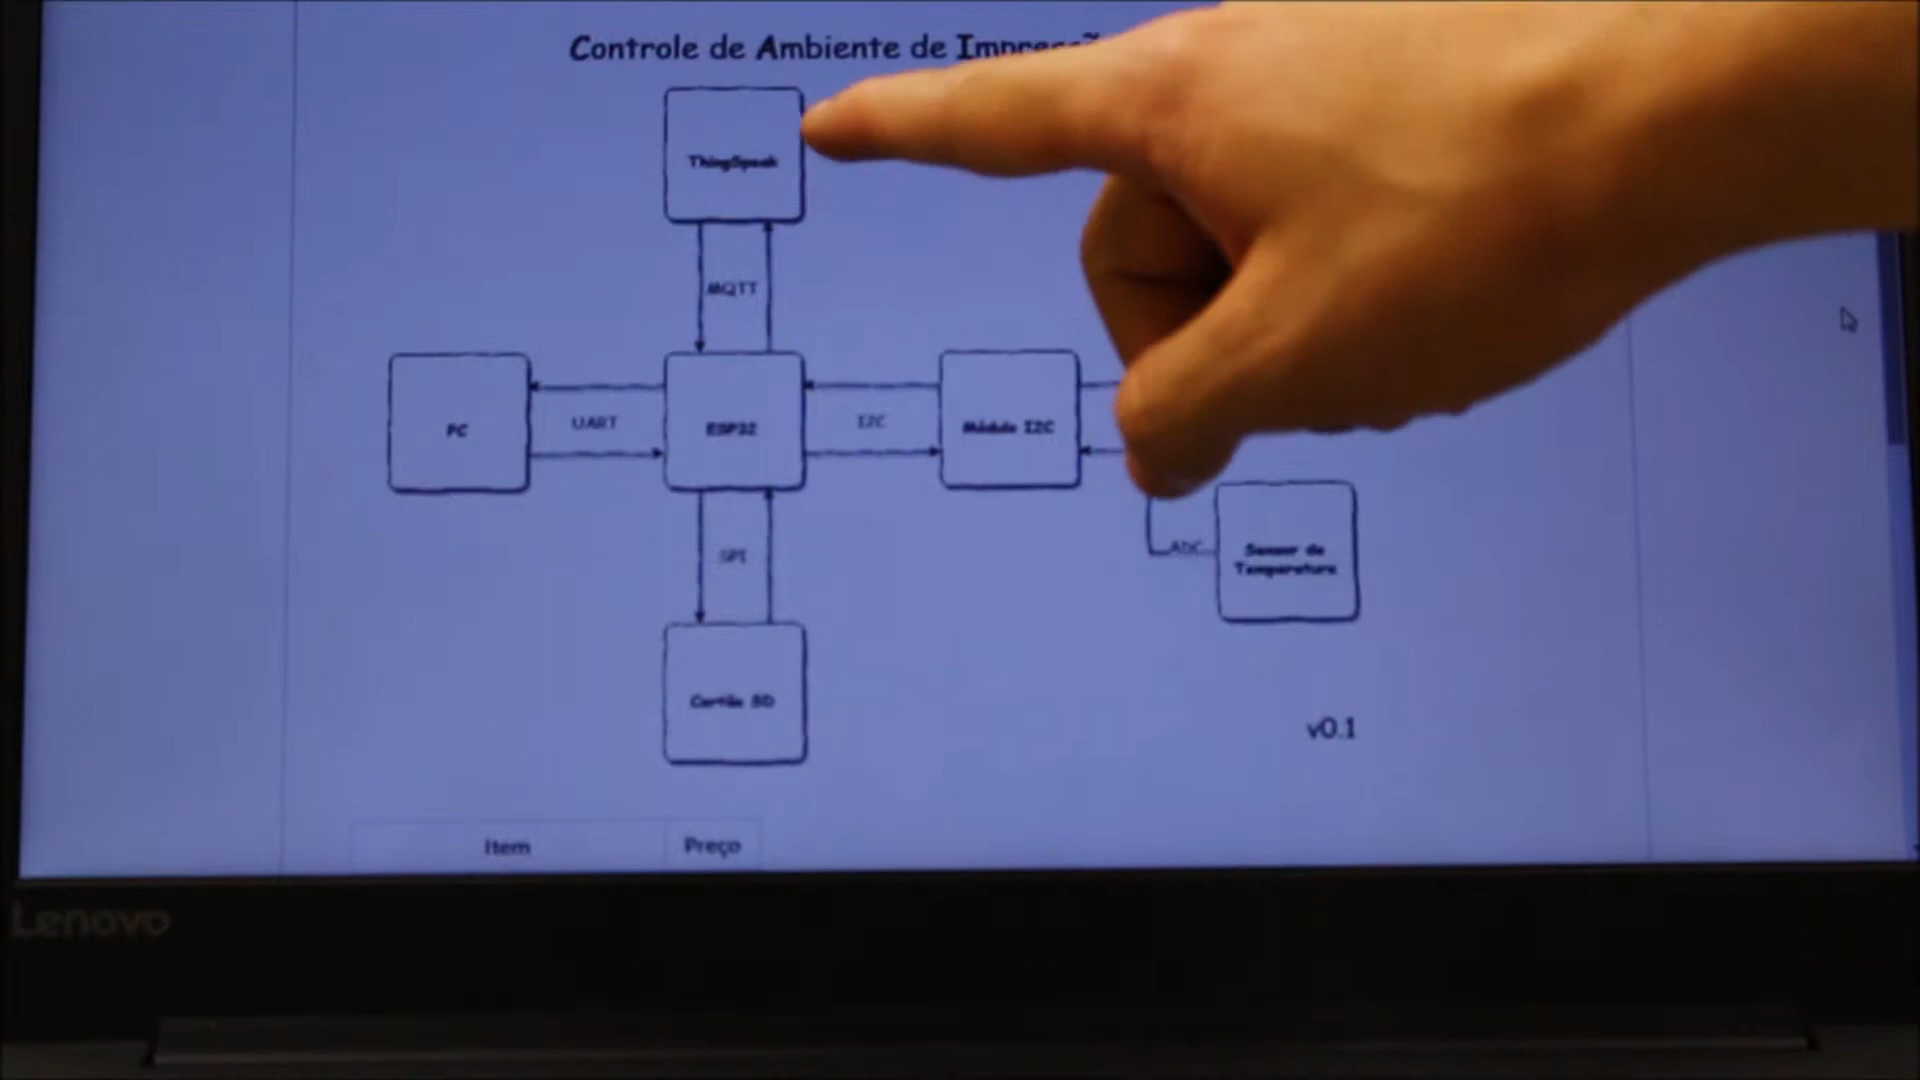 Controle de Ambiente de
ThingSpeak
MQTT
PC
UART
ESP32
I2C
Módulo I2C
SPI
ADC
Sensor de
Temperatura
Cartão SD
v0.1
Item Preço
Lenovo